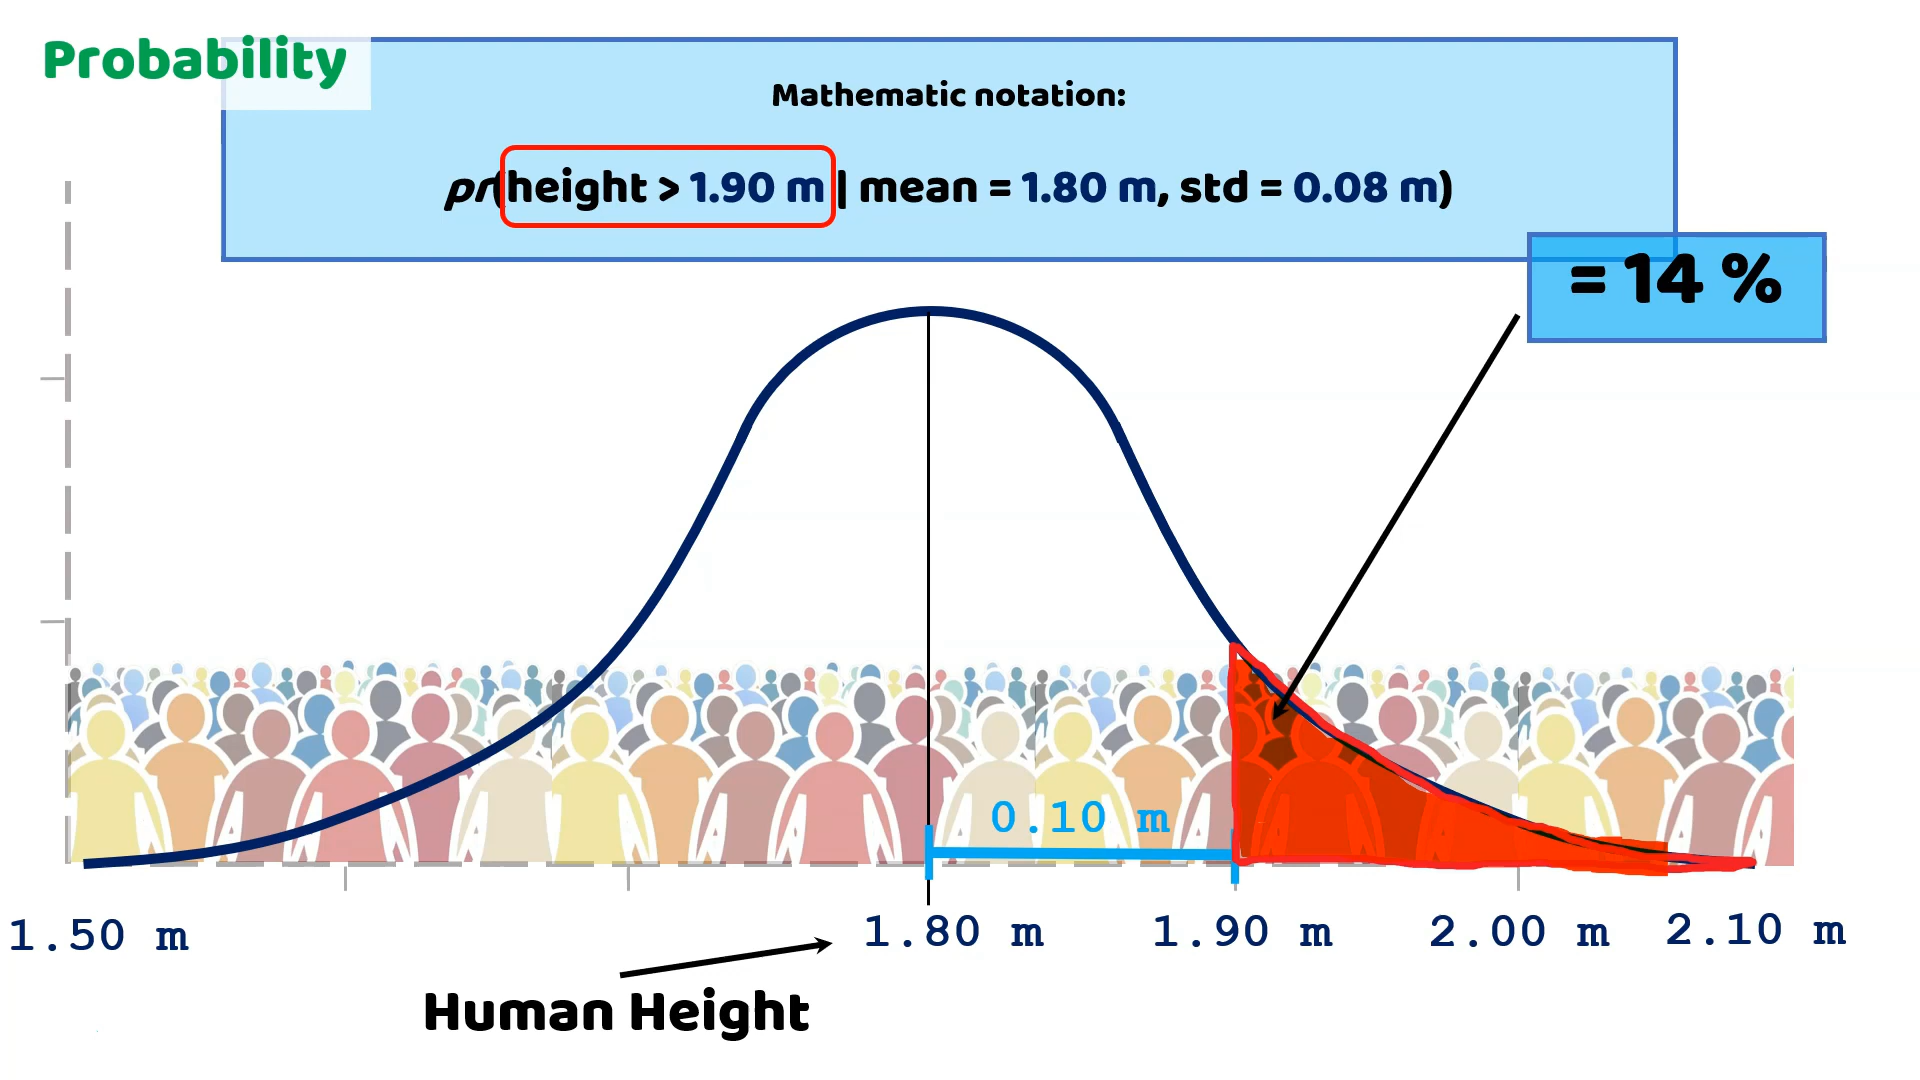 Probability
Mathematic notation:
pr(height > 1.90 m | mean = 1.80 m, std = 0.08 m)
= 14 %
0.10 m
1.50 m
1.80 m
1.90 m
2.00 m
2.10 m
Human Height